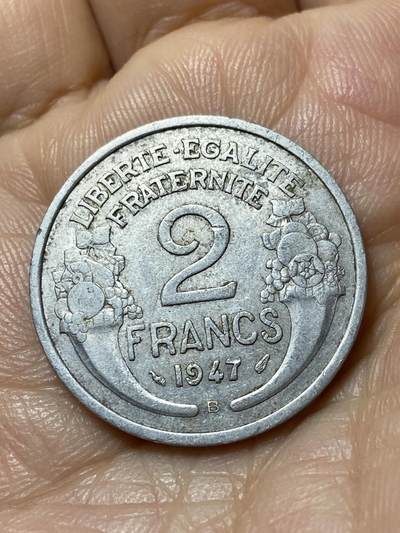 LIBERTE·EGALITE
FRATERNITE
2
FRANCS
1947
B